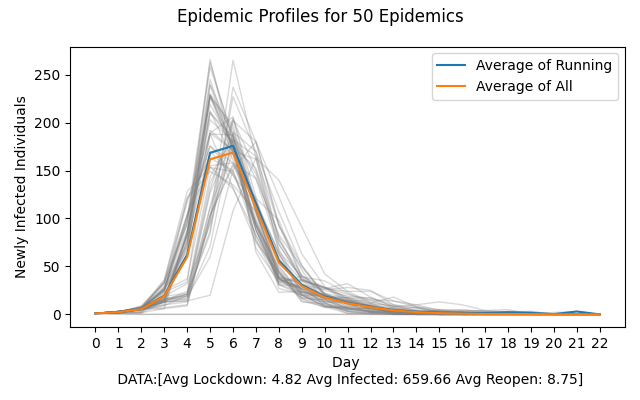 Epidemic Profiles for 50 Epidemics
Average of Running
Average of All
Newly Infected Individuals
250
200
150
100
50
0
0 1 2 3 4 5 6 7 8 9 10 11 12 13 14 15 16 17 18 19 20 21 22
Day
DATA:[Avg Lockdown: 4.82 Avg Infected: 659.66 Avg Reopen: 8.75]